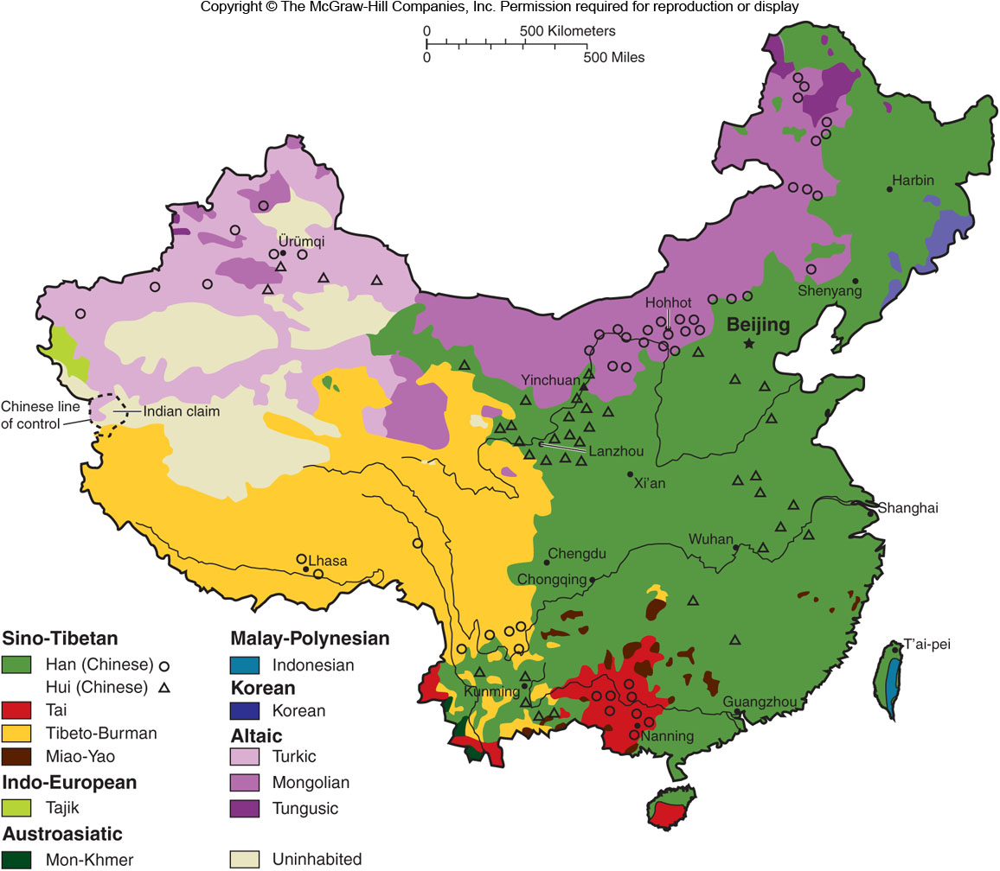 Copyright © The McGraw-Hill Companies, Inc. Permission required for reproduction or display
0 500 Kilometers
0 500 Miles
Harbin
Ürümqi
Shenyang
Hohhot
Beijing
Yinchuan
Chinese line
of control
Indian claim
Lanzhou
Xi'an
Shanghai
Wuhan
Chengdu
Lhasa
Chongqing
T'ai-pei
Kunming
Guangzhou
Nanning
Sino-Tibetan
Han (Chinese)
Hui (Chinese)
Tai
Tibeto-Burman
Miao-Yao
Indo-European
Tajik
Austroasiatic
Mon-Khmer
Malay-Polynesian
Indonesian
Korean
Korean
Altaic
Turkic
Mongolian
Tungusic
Uninhabited